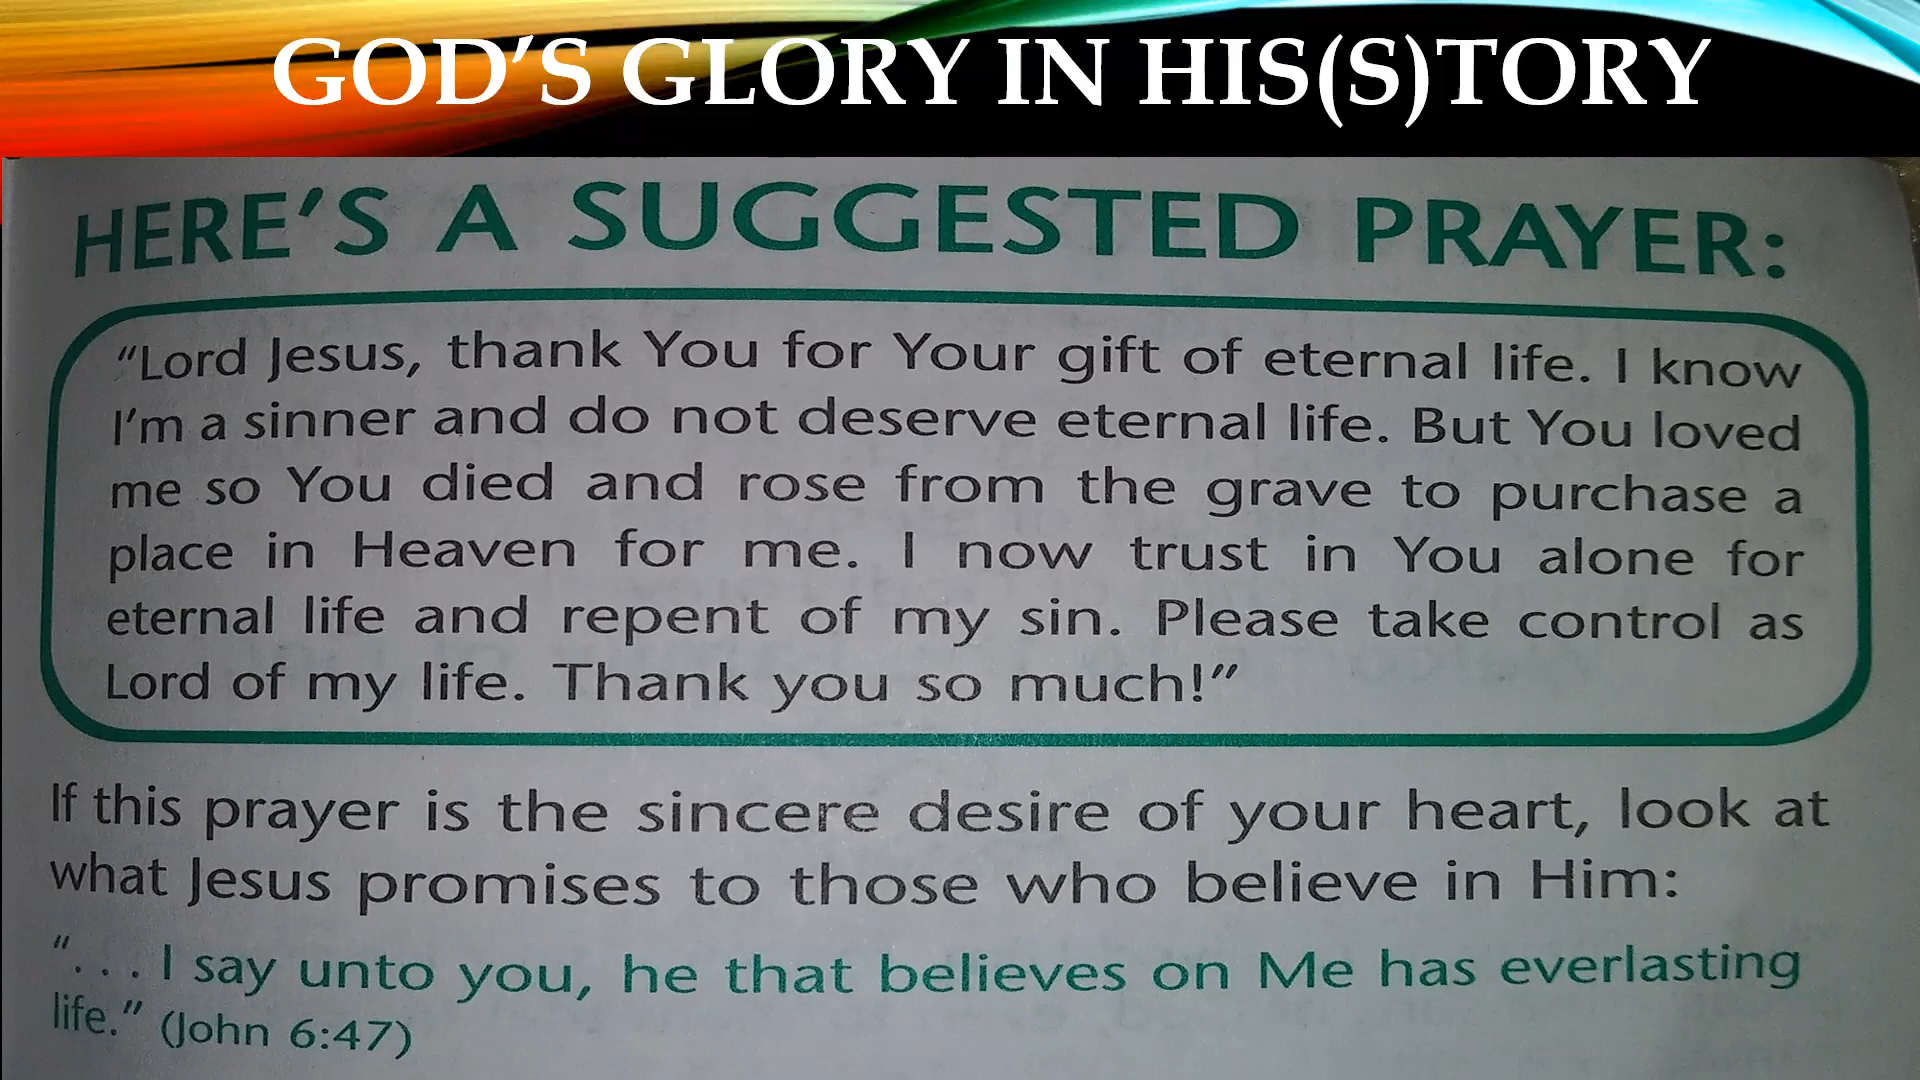 GOD’S GLORY IN HIS(S)TORY
HERE’S A SUGGESTED PRAYER:
“Lord Jesus, thank You for Your gift of eternal life. I know
I’m a sinner and do not deserve eternal life. But You loved
me so You died and rose from the grave to purchase a
place in Heaven for me. I now trust in You alone for
eternal life and repent of my sin. Please take control as
Lord of my life. Thank you so much!”
If this prayer is the sincere desire of your heart, look at
what Jesus promises to those who believe in Him:
“. . . I say unto you, he that believes on Me has everlasting
life.” (John 6:47)